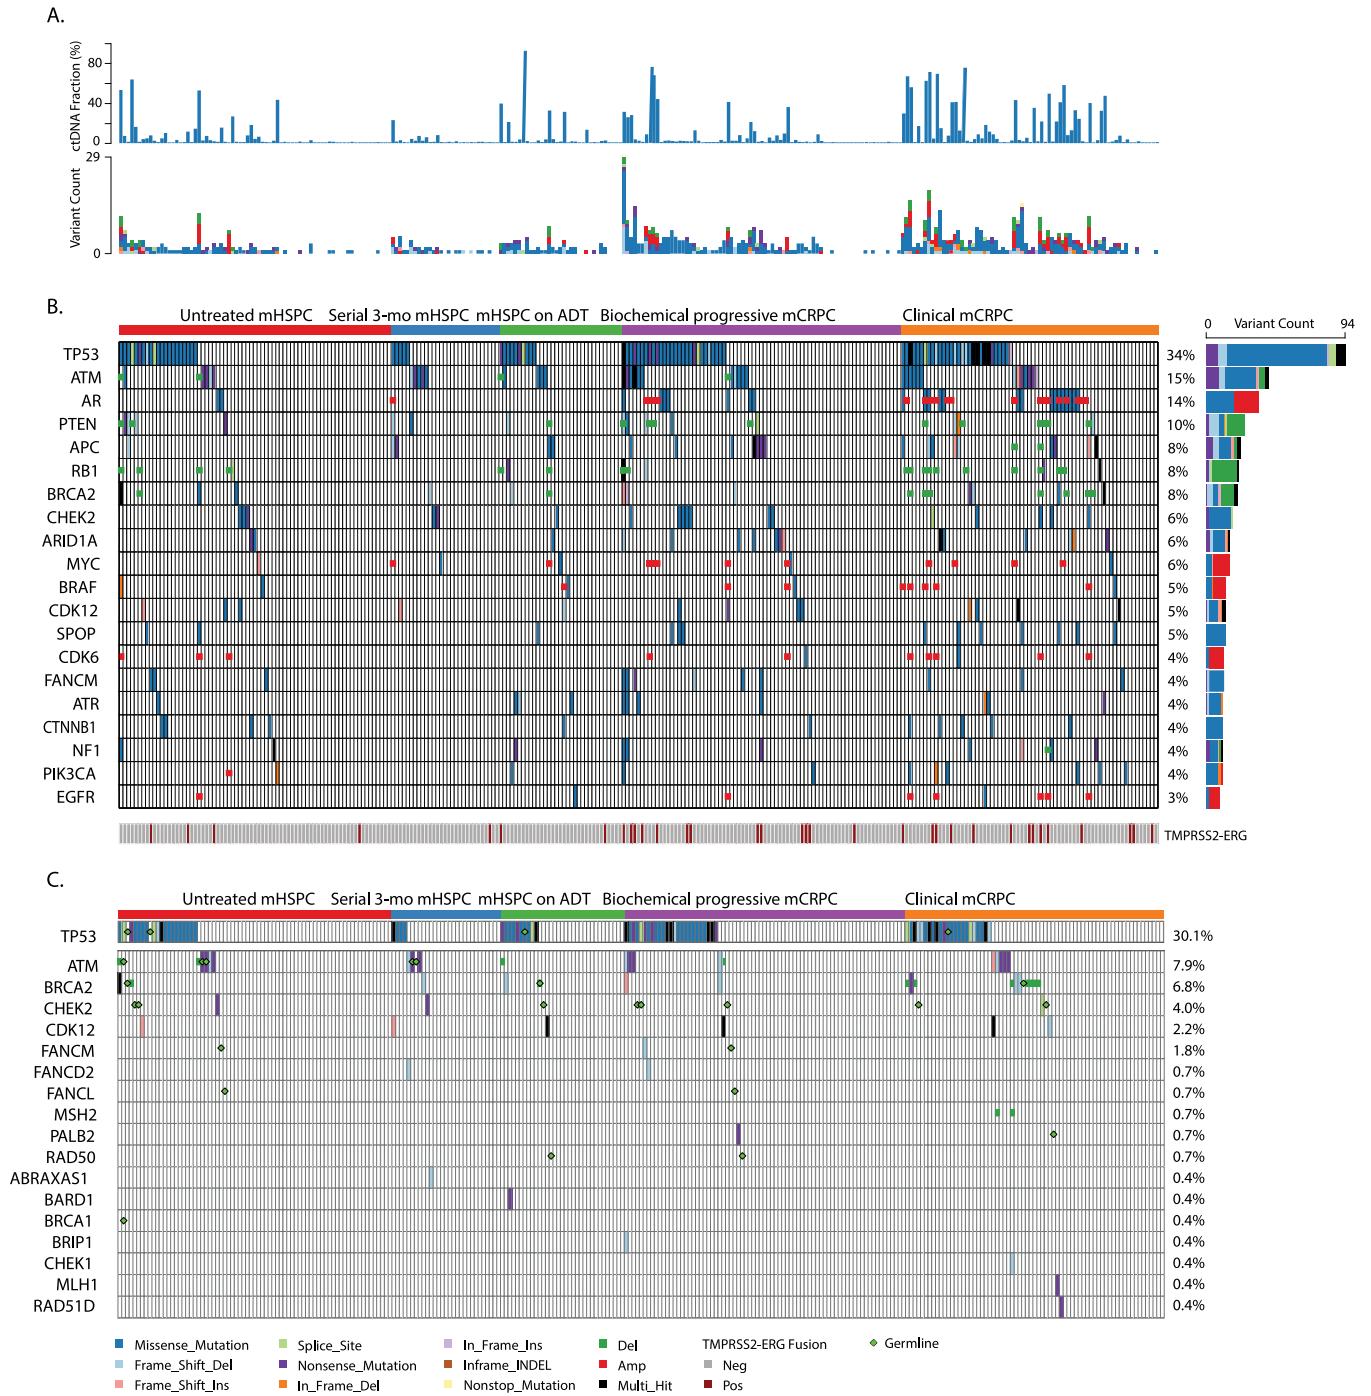 A.
ctDNA Fraction (%)
80
40
0
Variant Count
29
0
B.
Untreated mHSPC Serial 3-mo mHSPC mHSPC on ADT Biochemical progressive mCRPC Clinical mCRPC
0 Variant Count 94
TP53 34%
ATM 15%
AR 14%
PTEN 10%
APC 8%
RB1 8%
BRCA2 8%
CHEK2 6%
ARID1A 6%
MYC 6%
BRAF 5%
CDK12 5%
SPOP 5%
CDK6 4%
FANCM 4%
ATR 4%
CTNNB1 4%
NF1 4%
PIK3CA 4%
EGFR 3%
TMPRSS2-ERG
C.
Untreated mHSPC Serial 3-mo mHSPC mHSPC on ADT Biochemical progressive mCRPC Clinical mCRPC
TP53 30.1%
ATM 7.9%
BRCA2 6.8%
CHEK2 4.0%
CDK12 2.2%
FANCM 1.8%
FANCD2 0.7%
FANCL 0.7%
MSH2 0.7%
PALB2 0.7%
RAD50 0.7%
ABRAXAS1 0.4%
BARD1 0.4%
BRCA1 0.4%
BRIP1 0.4%
CHEK1 0.4%
MLH1 0.4%
RAD51D 0.4%
Missense_Mutation Splice_Site In_Frame_Ins Del TMPRSS2-ERG Fusion Germline
Frame_Shift_Del Nonsense_Mutation Inframe_INDEL Amp Neg
Frame_Shift_Ins In_Frame_Del Nonstop_Mutation Multi_Hit Pos